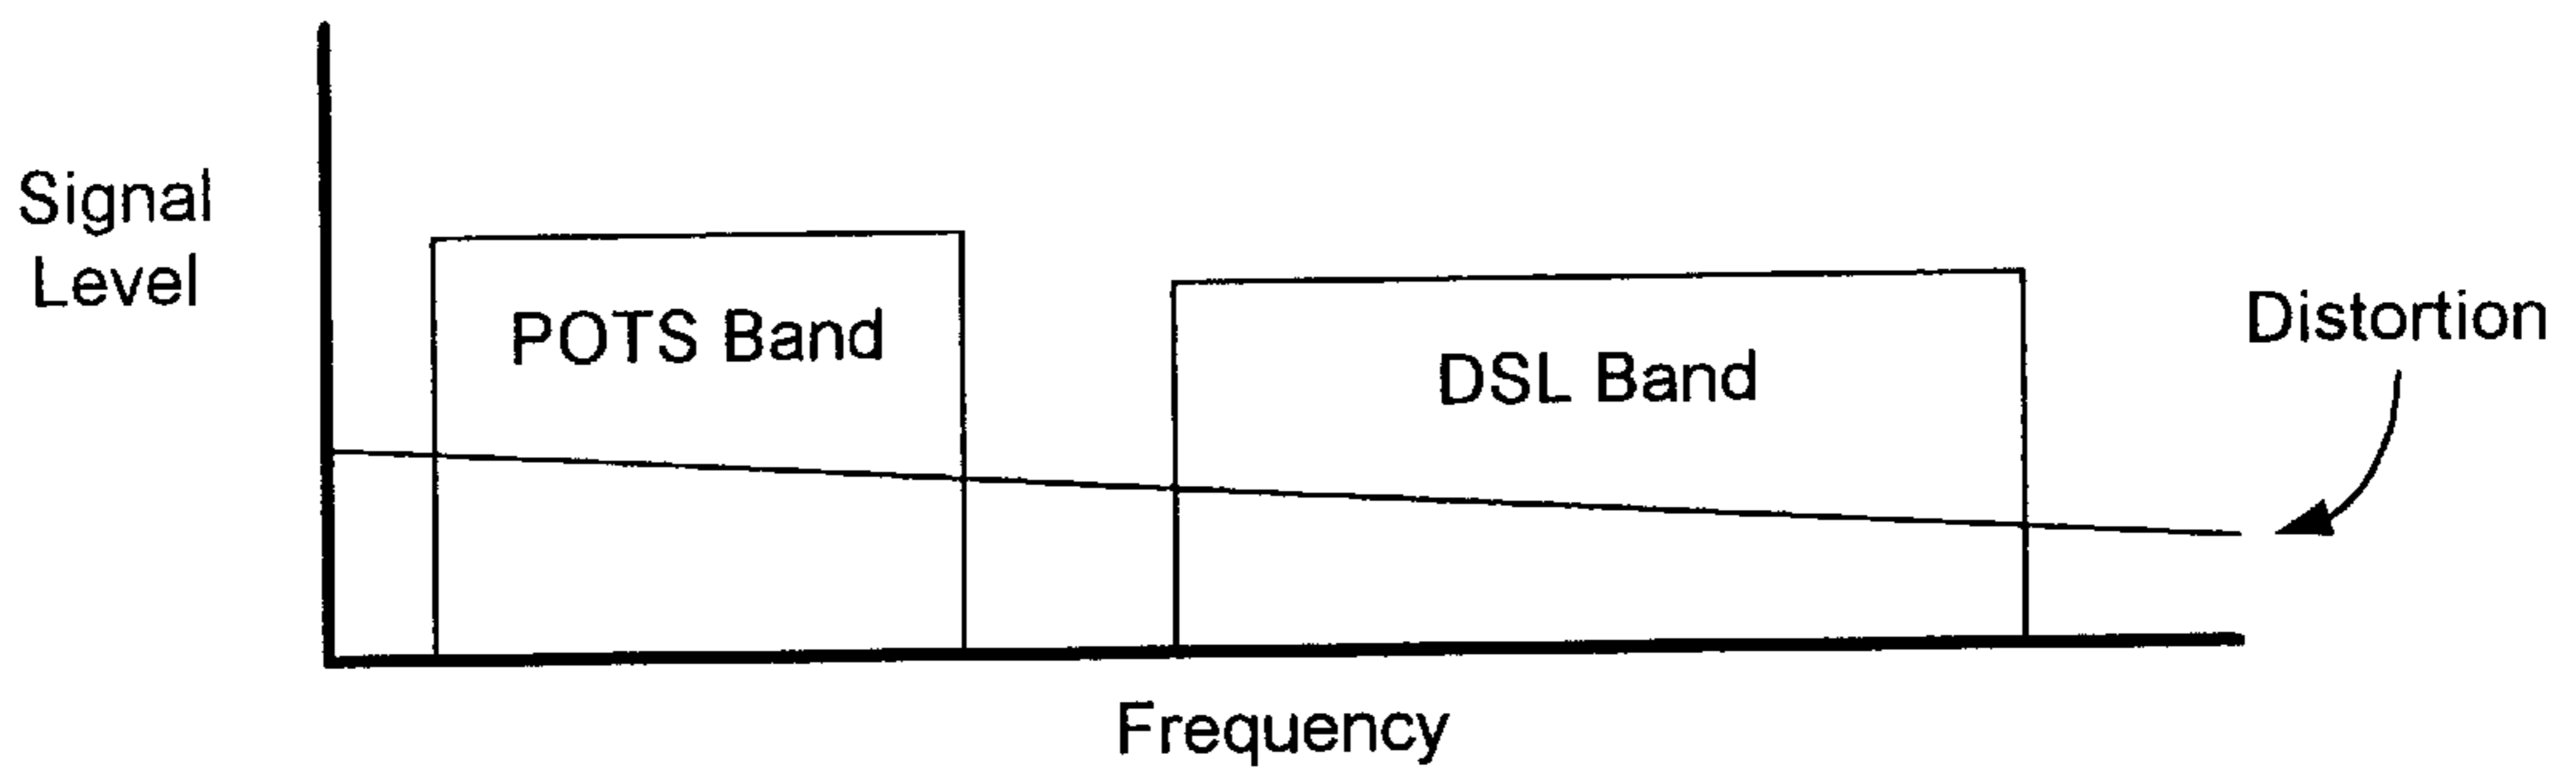 Signal
Level
POTS Band
DSL Band
Distortion
Frequency